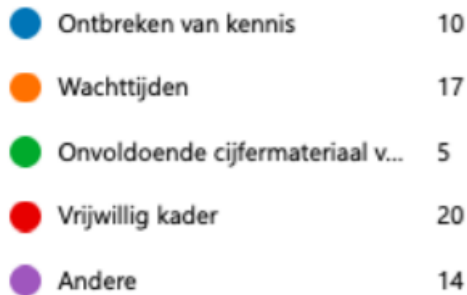 Ontbreken van kennis 10
Wachttijden 17
Onvoldoende cijfermateriaal v... 5
Vrijwillig kader 20
Andere 14